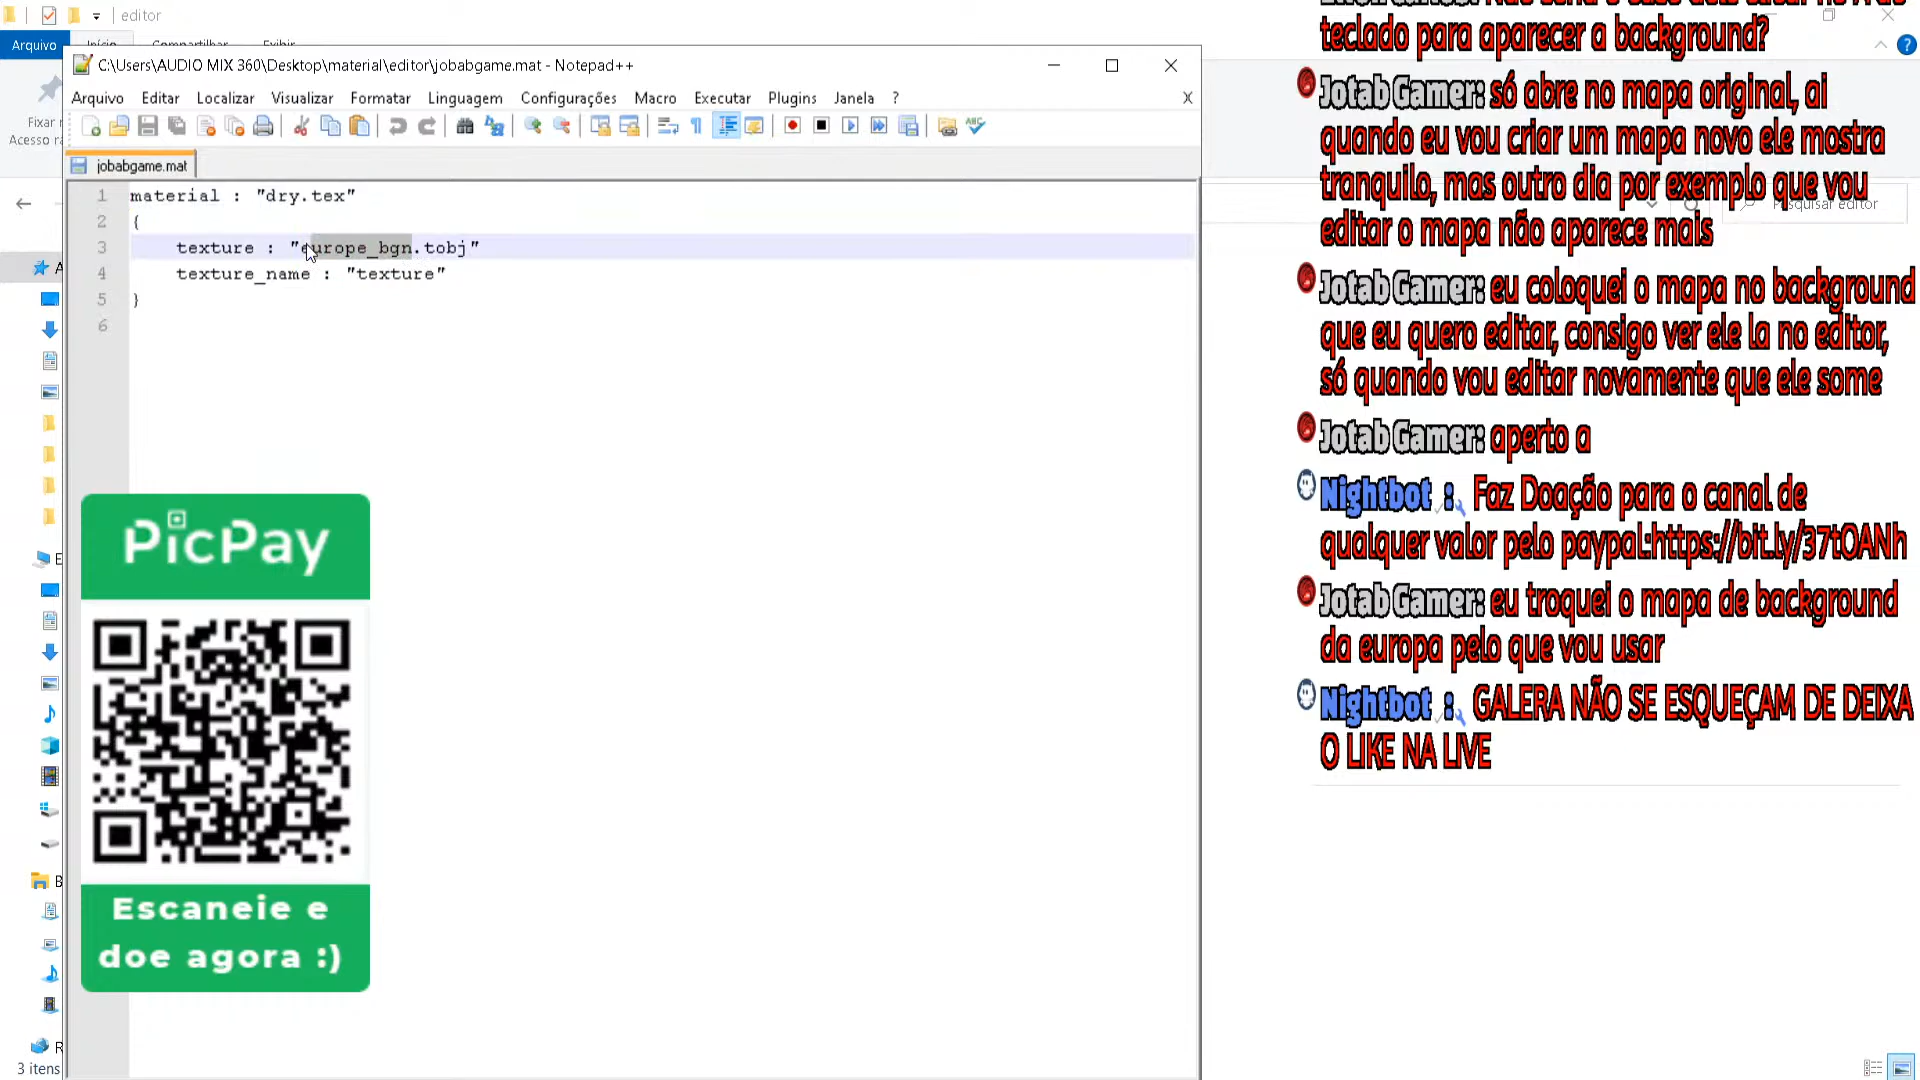 editor
Arquivo
Início
Compartilhar
Exibir
C:\Users\AUDIO MIX 360\Desktop\material\editor\jobabgame.mat - Notepad++
Arquivo Editar Localizar Visualizar Formatar Linguagem Configurações Macro Executar Plugins Janela ? X
Fixar
Acesso
jobabgame.mat
1 material : "dry.tex"
2 {
3 texture : "europe_bgn.tobj"
4 texture_name : "texture"
5 }
6
PicPay
Escaneie e
doe agora :)
3 itens
Pesquisar editor
teclado para aparecer a background?
Jotab Gamer: só abre no mapa original, ai
quando eu vou criar um mapa novo ele mostra
tranquilo, mas outro dia por exemplo que vou
editar o mapa não aparece mais
Jotab Gamer: eu coloquei o mapa no background
que eu quero editar, consigo ver ele la no editor,
só quando vou editar novamente que ele some
Jotab Gamer: aperto a
Nightbot : Faz Doação para o canal de
qualquer valor pelo paypal:https://bit.ly/37tOANh
Jotab Gamer: eu troquei o mapa de background
da europa pelo que vou usar
Nightbot : GALERA NÃO SE ESQUEÇAM DE DEIXA
O LIKE NA LIVE